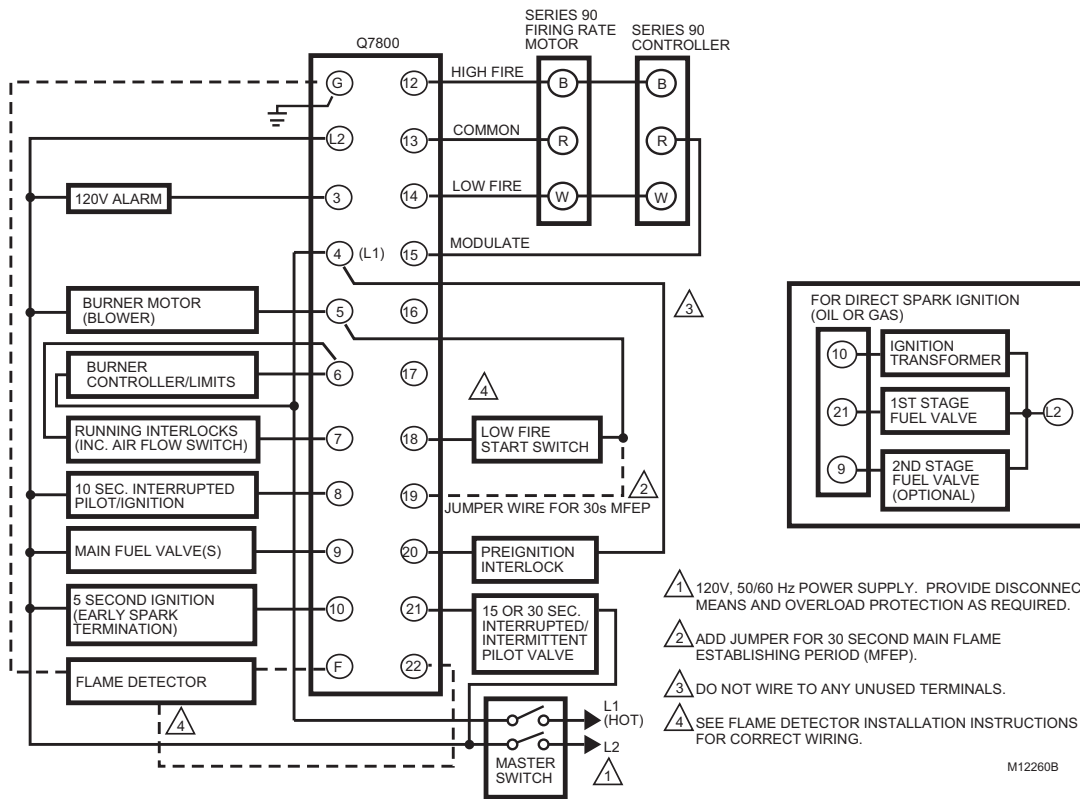 SERIES 90
FIRING RATE
MOTOR
SERIES 90
CONTROLLER
Q7800
G
12
HIGH FIRE
B
B
L2
13
COMMON
R
R
120V ALARM
3
14
LOW FIRE
W
W
4
(L1)
15
MODULATE
3
BURNER MOTOR
(BLOWER)
5
16
BURNER
CONTROLLER/LIMITS
6
17
4
RUNNING INTERLOCKS
(INC. AIR FLOW SWITCH)
7
18
LOW FIRE
START SWITCH
10 SEC. INTERRUPTED
PILOT/IGNITION
8
19
2
JUMPER WIRE FOR 30s MFEP
MAIN FUEL VALVE(S)
9
20
PREIGNITION
INTERLOCK
5 SECOND IGNITION
(EARLY SPARK
TERMINATION)
10
21
15 OR 30 SEC.
INTERRUPTED/
INTERMITTENT
PILOT VALVE
FLAME DETECTOR
F
22
4
L1
(HOT)
L2
MASTER
SWITCH
1
FOR DIRECT SPARK IGNITION
(OIL OR GAS)
10
IGNITION
TRANSFORMER
21
1ST STAGE
FUEL VALVE
L2
9
2ND STAGE
FUEL VALVE
(OPTIONAL)
1 120V, 50/60 Hz POWER SUPPLY. PROVIDE DISCONNEC
MEANS AND OVERLOAD PROTECTION AS REQUIRED.
2 ADD JUMPER FOR 30 SECOND MAIN FLAME
ESTABLISHING PERIOD (MFEP).
3 DO NOT WIRE TO ANY UNUSED TERMINALS.
4 SEE FLAME DETECTOR INSTALLATION INSTRUCTIONS
FOR CORRECT WIRING.
M12260B